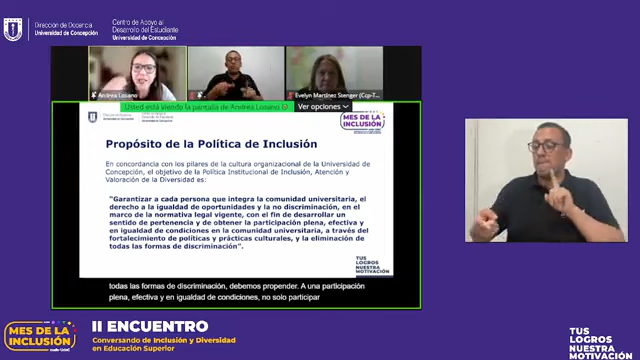 Dirección de Docencia
Universidad de Concepción
Centro de Apoyo al
Desarrollo del Estudiante
Universidad de Concepción
Andrea Lozano
Evelyn Martínez Stenger (Ccp-T...
Usted está viendo la pantalla de Andrea Lozano
Ver opciones
MES DE LA
INCLUSIÓN
Propósito de la Política de Inclusión
En concordancia con los pilares de la cultura organizacional de la Universidad de
Concepción, el objetivo de la Política Institucional de Inclusión, Atención y
Valoración de la Diversidad es:
"Garantizar a cada persona que integra la comunidad universitaria, el
derecho a la igualdad de oportunidades y la no discriminación, en el
marco de la normativa legal vigente, con el fin de desarrollar un
sentido de pertenencia y de obtener la participación plena, efectiva y
en igualdad de condiciones en la comunidad universitaria, a través del
fortalecimiento de políticas y prácticas culturales, y la eliminación de
todas las formas de discriminación".
TUS
LOGROS
NUESTRA
MOTIVACIÓN
todas las formas de discriminación, debemos propender. A una participación
plena, efectiva y en igualdad de condiciones, no solo participar
MES DE LA
INCLUSIÓN
II ENCUENTRO
Conversando de Inclusión y Diversidad
en Educación Superior
TUS
LOGROS
NUESTRA
MOTIVACIÓN